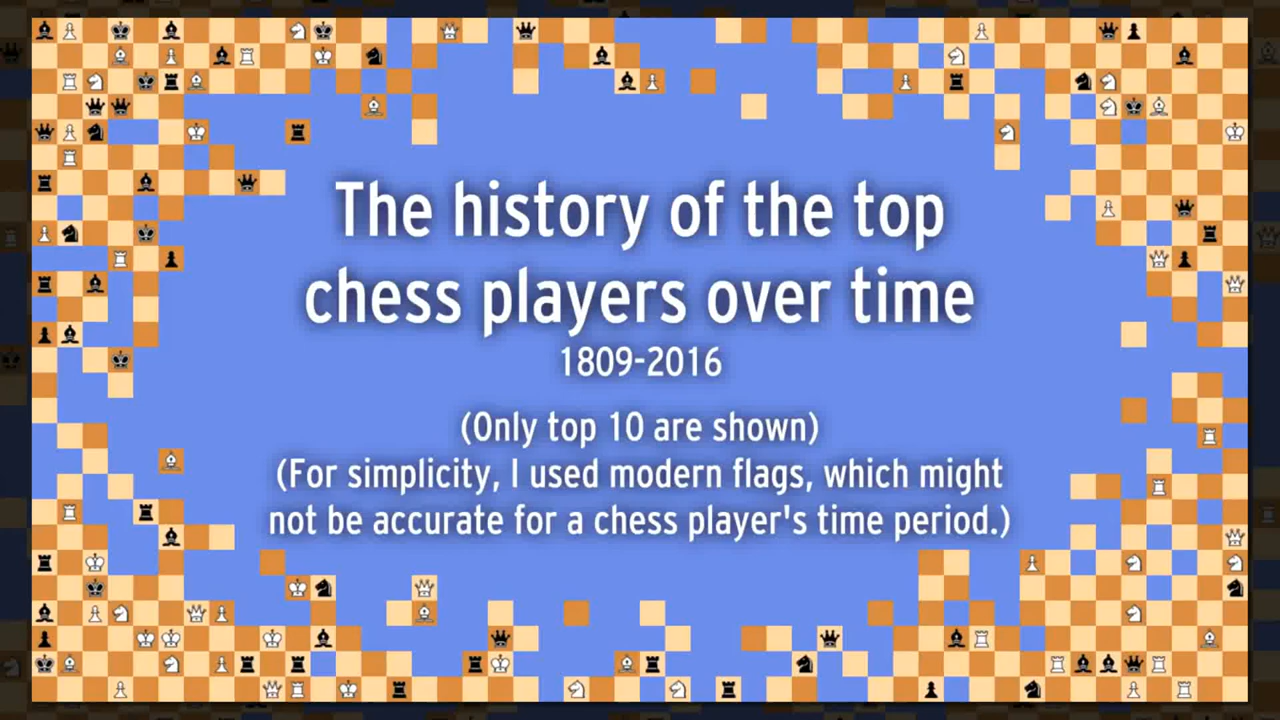 The history of the top
chess players over time
1809-2016
(Only top 10 are shown)
(For simplicity, I used modern flags, which might
not be accurate for a chess player's time period.)